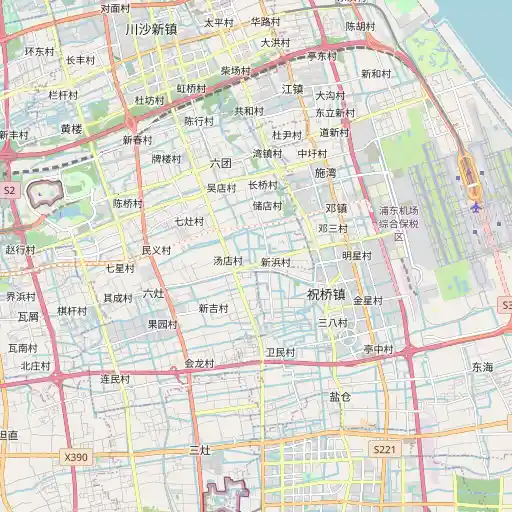 对面村
太平村
华路村
陈胡村
川沙新镇
环东村
大洪村
亭东村
长丰村
柴场村
新和村
栏杆村
虹桥村
江镇
大沟村
杜坊村
共和村
东立新村
黄楼
陈行村
新丰村
新春村
杜尹村
道新村
牌楼村
六团
湾镇村
中圩村
施湾
S2
吴店村
长桥村
陈桥村
储店村
邓镇
浦东机场
综合保税
区
七灶村
邓三村
赵行村
民义村
明星村
七星村
汤店村
新浜村
界浜村
其成村
六灶
祝桥镇
金星村
S3
棋杆村
新吉村
瓦屑
果园村
三八村
瓦南村
卫民村
亭中村
北庄村
会龙村
东海
连民村
盐仓
坦直
三灶
S221
X390